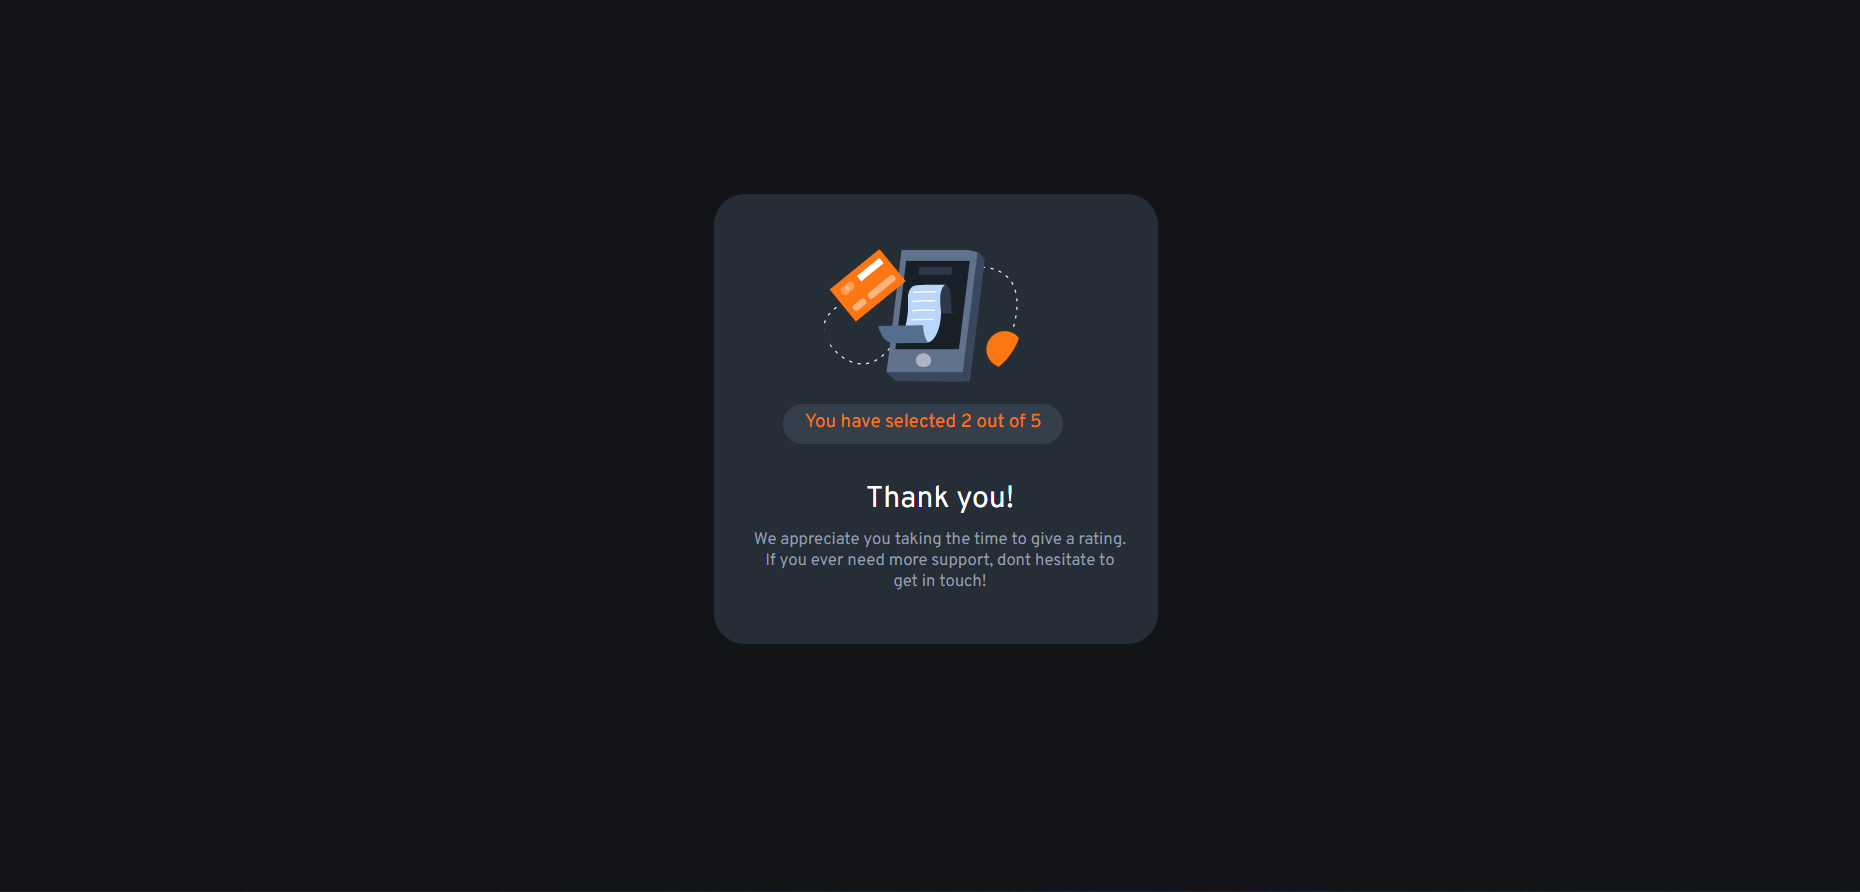 You have selected 2 out of 5
Thank you!
We appreciate you taking the time to give a rating.
If you ever need more support, dont hesitate to
get in touch!